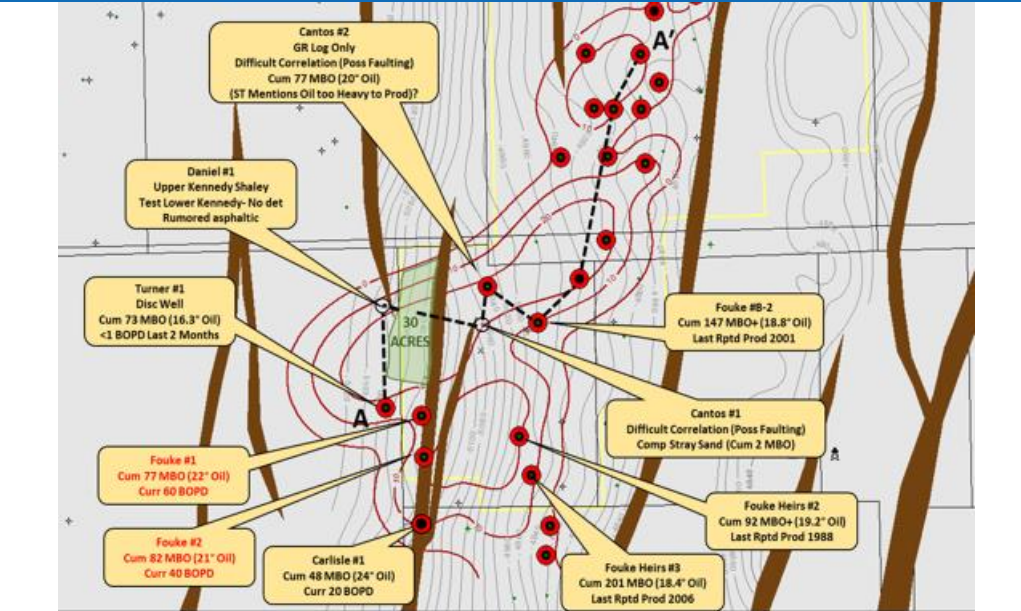 Cantos #2
GR Log Only
Difficult Correlation (Poss Faulting)
Cum 77 MBO (20° Oil)
(ST Mentions Oil too Heavy to Prod)?
A'
Daniel #1
Upper Kennedy Shaley
Test Lower Kennedy- No det
Rumored asphaltic
Turner #1
Disc Well
Cum 73 MBO (16.3° Oil)
<1 BOPD Last 2 Months
30
ACRES
Fouke #B-2
Cum 147 MBO+ (18.8° Oil)
Last Rptd Prod 2001
A
Cantos #1
Difficult Correlation (Poss Faulting)
Comp Stray Sand (Cum 2 MBO)
Fouke #1
Cum 77 MBO (22° Oil)
Curr 60 BOPD
Fouke Heirs #2
Cum 92 MBO+ (19.2° Oil)
Last Rptd Prod 1988
Fouke #2
Cum 82 MBO (21° Oil)
Curr 40 BOPD
Carlisle #1
Cum 48 MBO (24° Oil)
Curr 20 BOPD
Fouke Heirs #3
Cum 201 MBO (18.4° Oil)
Last Rptd Prod 2006